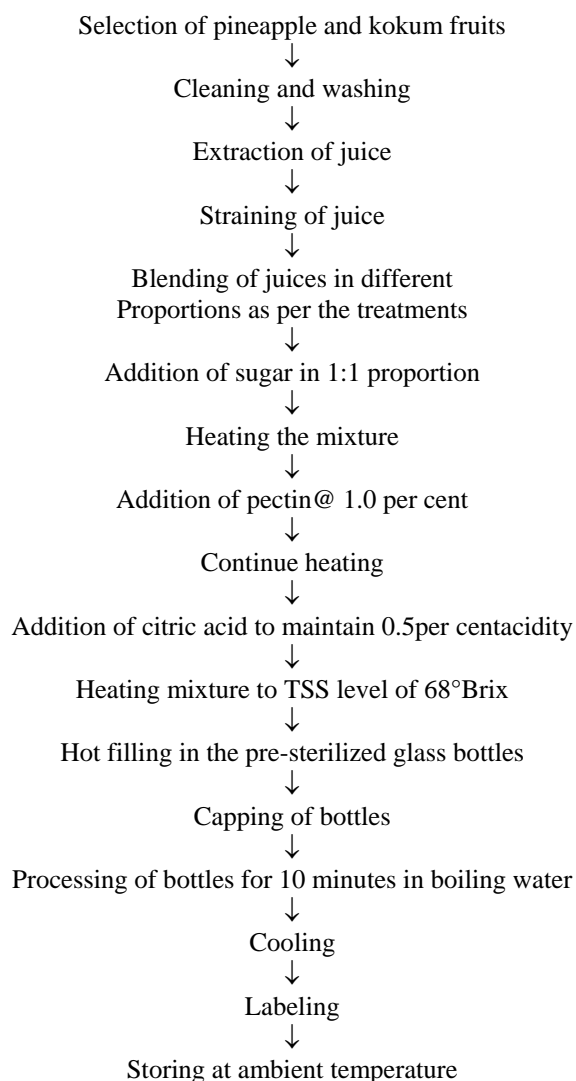 Selection of pineapple and kokum fruits
↓
Cleaning and washing
↓
Extraction of juice
↓
Straining of juice
↓
Blending of juices in different
Proportions as per the treatments
↓
Addition of sugar in 1:1 proportion
↓
Heating the mixture
↓
Addition of pectin@ 1.0 per cent
↓
Continue heating
↓
Addition of citric acid to maintain 0.5per centacidity
↓
Heating mixture to TSS level of 68°Brix
↓
Hot filling in the pre-sterilized glass bottles
↓
Capping of bottles
↓
Processing of bottles for 10 minutes in boiling water
↓
Cooling
↓
Labeling
↓
Storing at ambient temperature